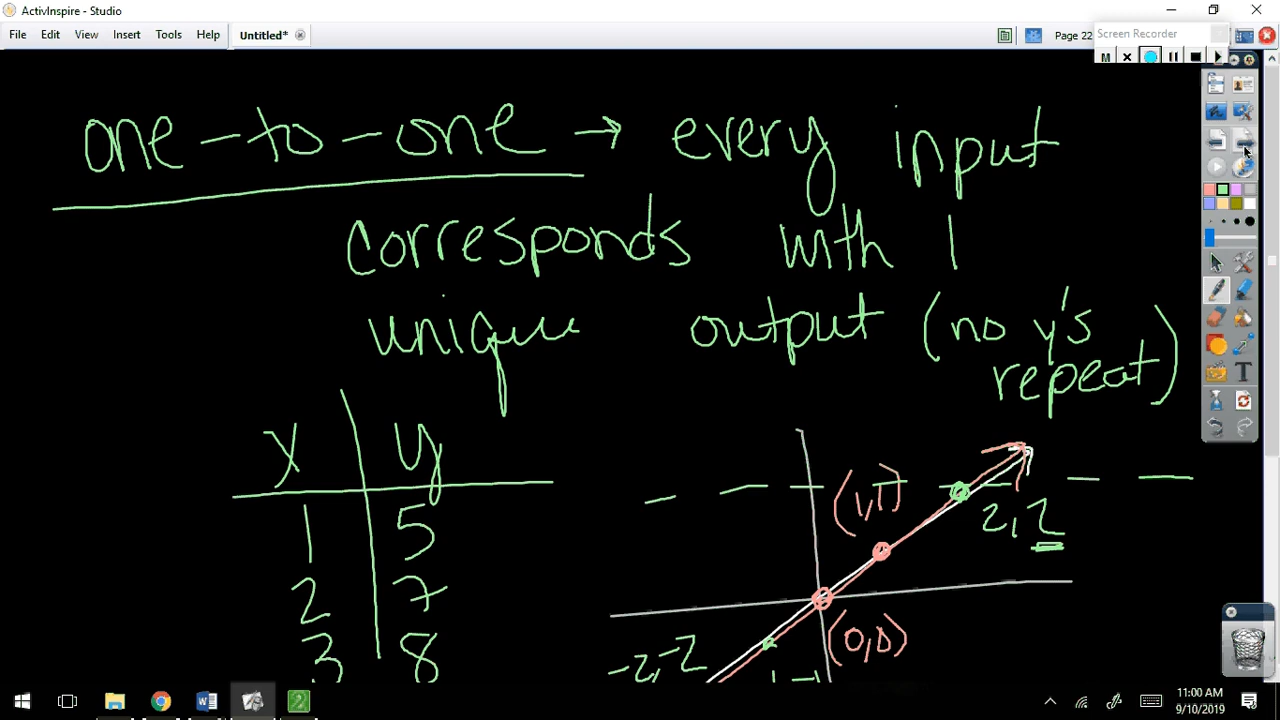 ActivInspire - Studio
File Edit View Insert Tools Help Untitled* Page 22
Screen Recorder
one-to-one → every input
corresponds with 1
unique output (no y's
repeat)
x y
1 5
2 7
3 8
(1,1)
2,2
(0,0)
-2,-2
11:00 AM
9/10/2019